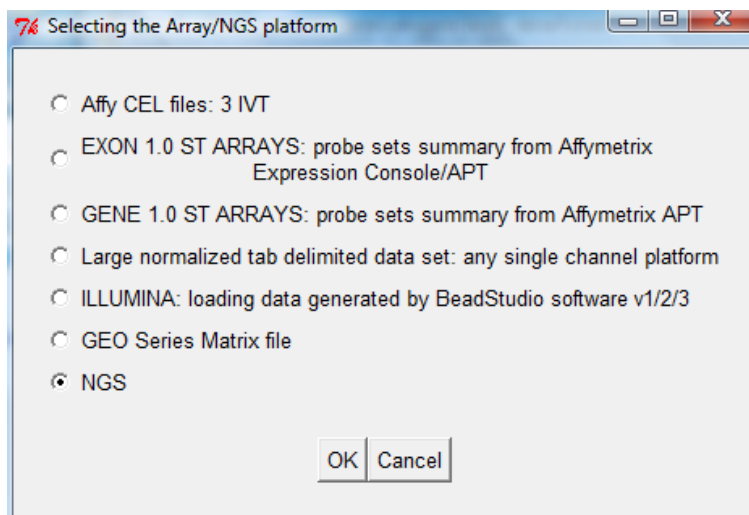 Selecting the Array/NGS platform
Affy CEL files: 3 IVT
EXON 1.0 ST ARRAYS: probe sets summary from Affymetrix
Expression Console/APT
GENE 1.0 ST ARRAYS: probe sets summary from Affymetrix APT
Large normalized tab delimited data set: any single channel platform
ILLUMINA: loading data generated by BeadStudio software v1/2/3
GEO Series Matrix file
NGS
OK Cancel